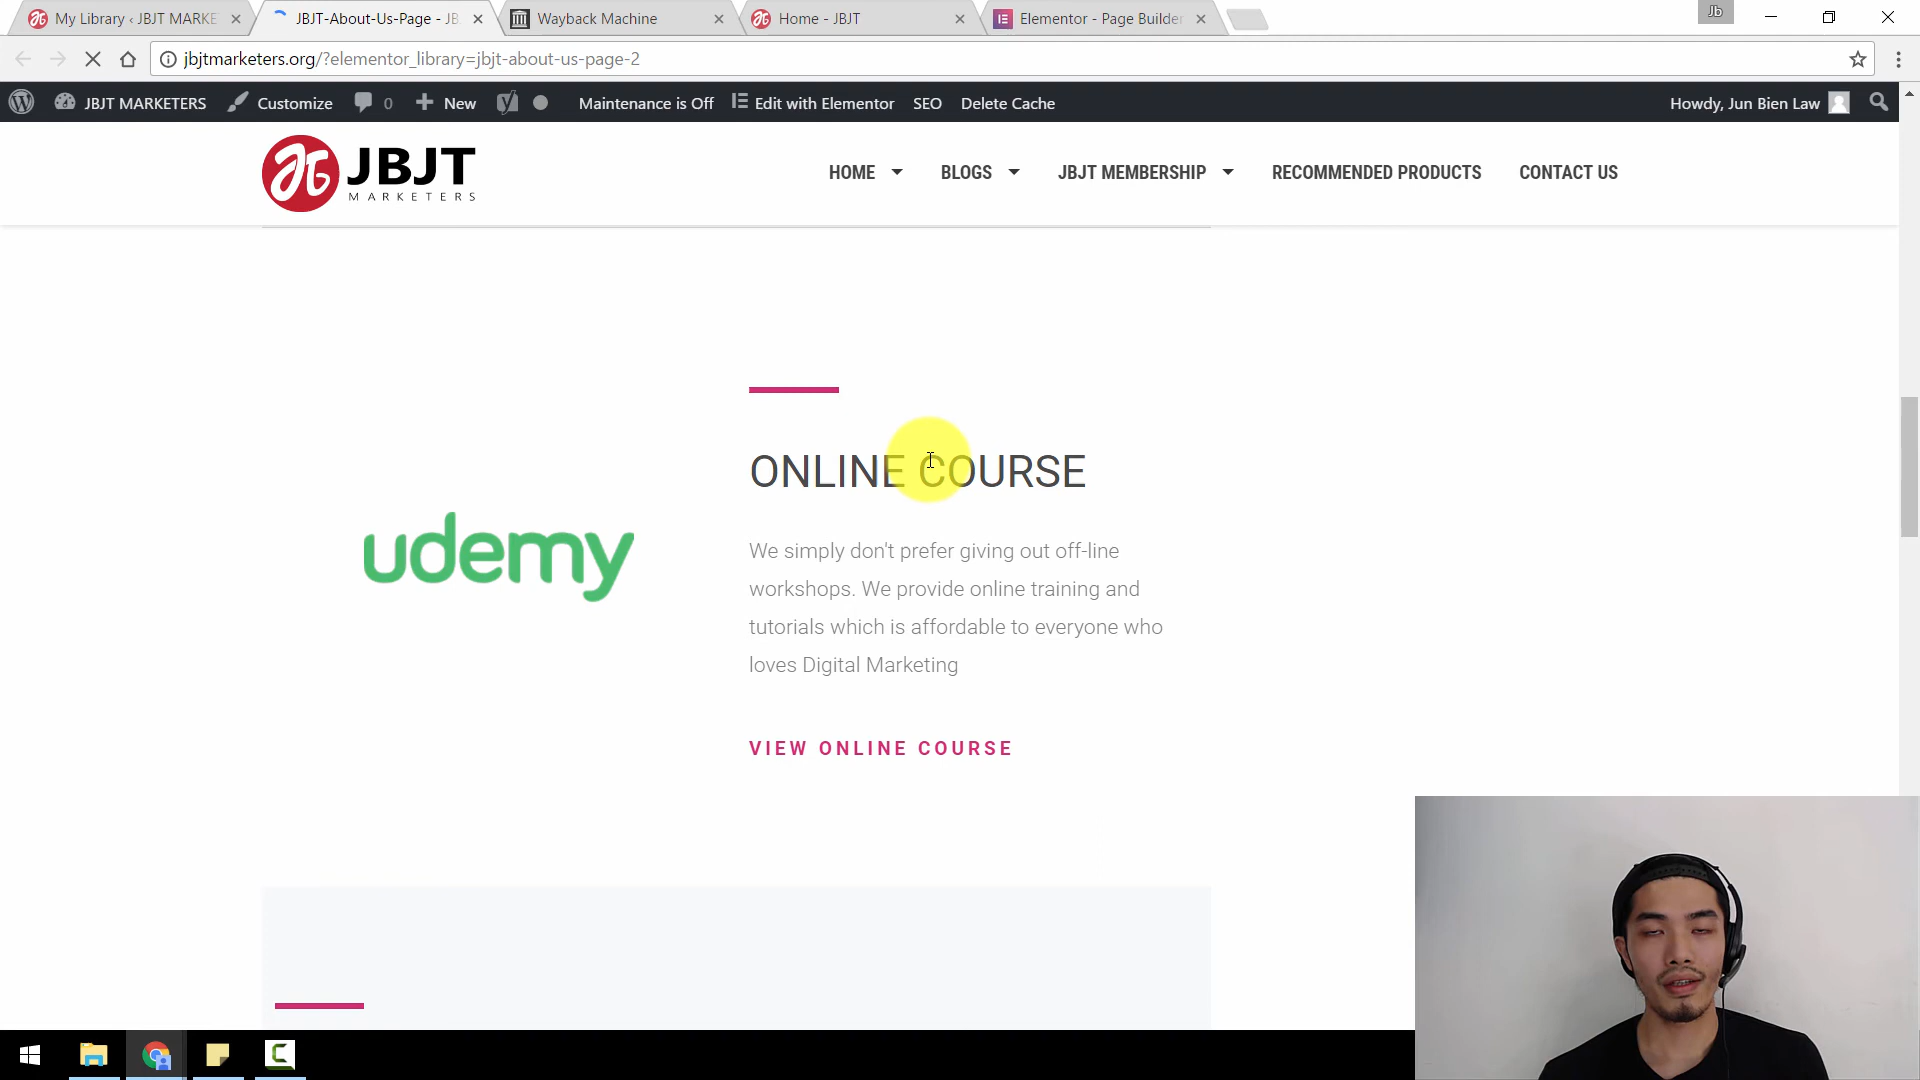 My Library ‹ JBJT MARKE
JBJT-About-Us-Page - JB
Wayback Machine
Home - JBJT
Elementor - Page Builder
Jb
jbjtmarketers.org/?elementor_library=jbjt-about-us-page-2
JBJT MARKETERS
Customize
0
New
Maintenance is Off
Edit with Elementor
SEO
Delete Cache
Howdy, Jun Bien Law
JBJT
MARKETERS
HOME
BLOGS
JBJT MEMBERSHIP
RECOMMENDED PRODUCTS
CONTACT US
udemy
ONLINE COURSE
We simply don't prefer giving out off-line
workshops. We provide online training and
tutorials which is affordable to everyone who
loves Digital Marketing
VIEW ONLINE COURSE